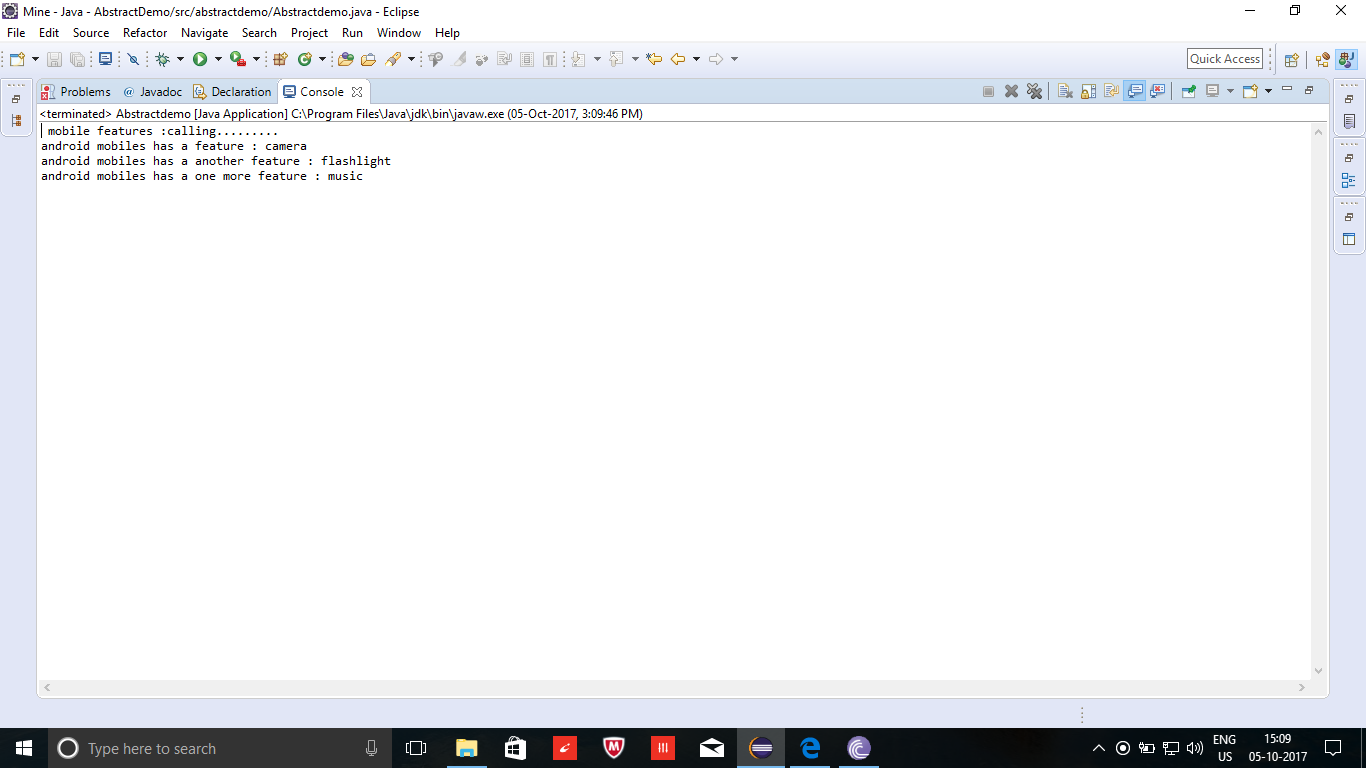 Mine - Java - AbstractDemo/src/abstractdemo/Abstractdemo.java - Eclipse
File Edit Source Refactor Navigate Search Project Run Window Help
Quick Access
Problems @ Javadoc Declaration Console
<terminated> Abstractdemo [Java Application] C:\Program Files\Java\jdk\bin\javaw.exe (05-Oct-2017, 3:09:46 PM)
mobile features :calling.........
android mobiles has a feature : camera
android mobiles has a another feature : flashlight
android mobiles has a one more feature : music
Type here to search
ENG 15:09
US 05-10-2017